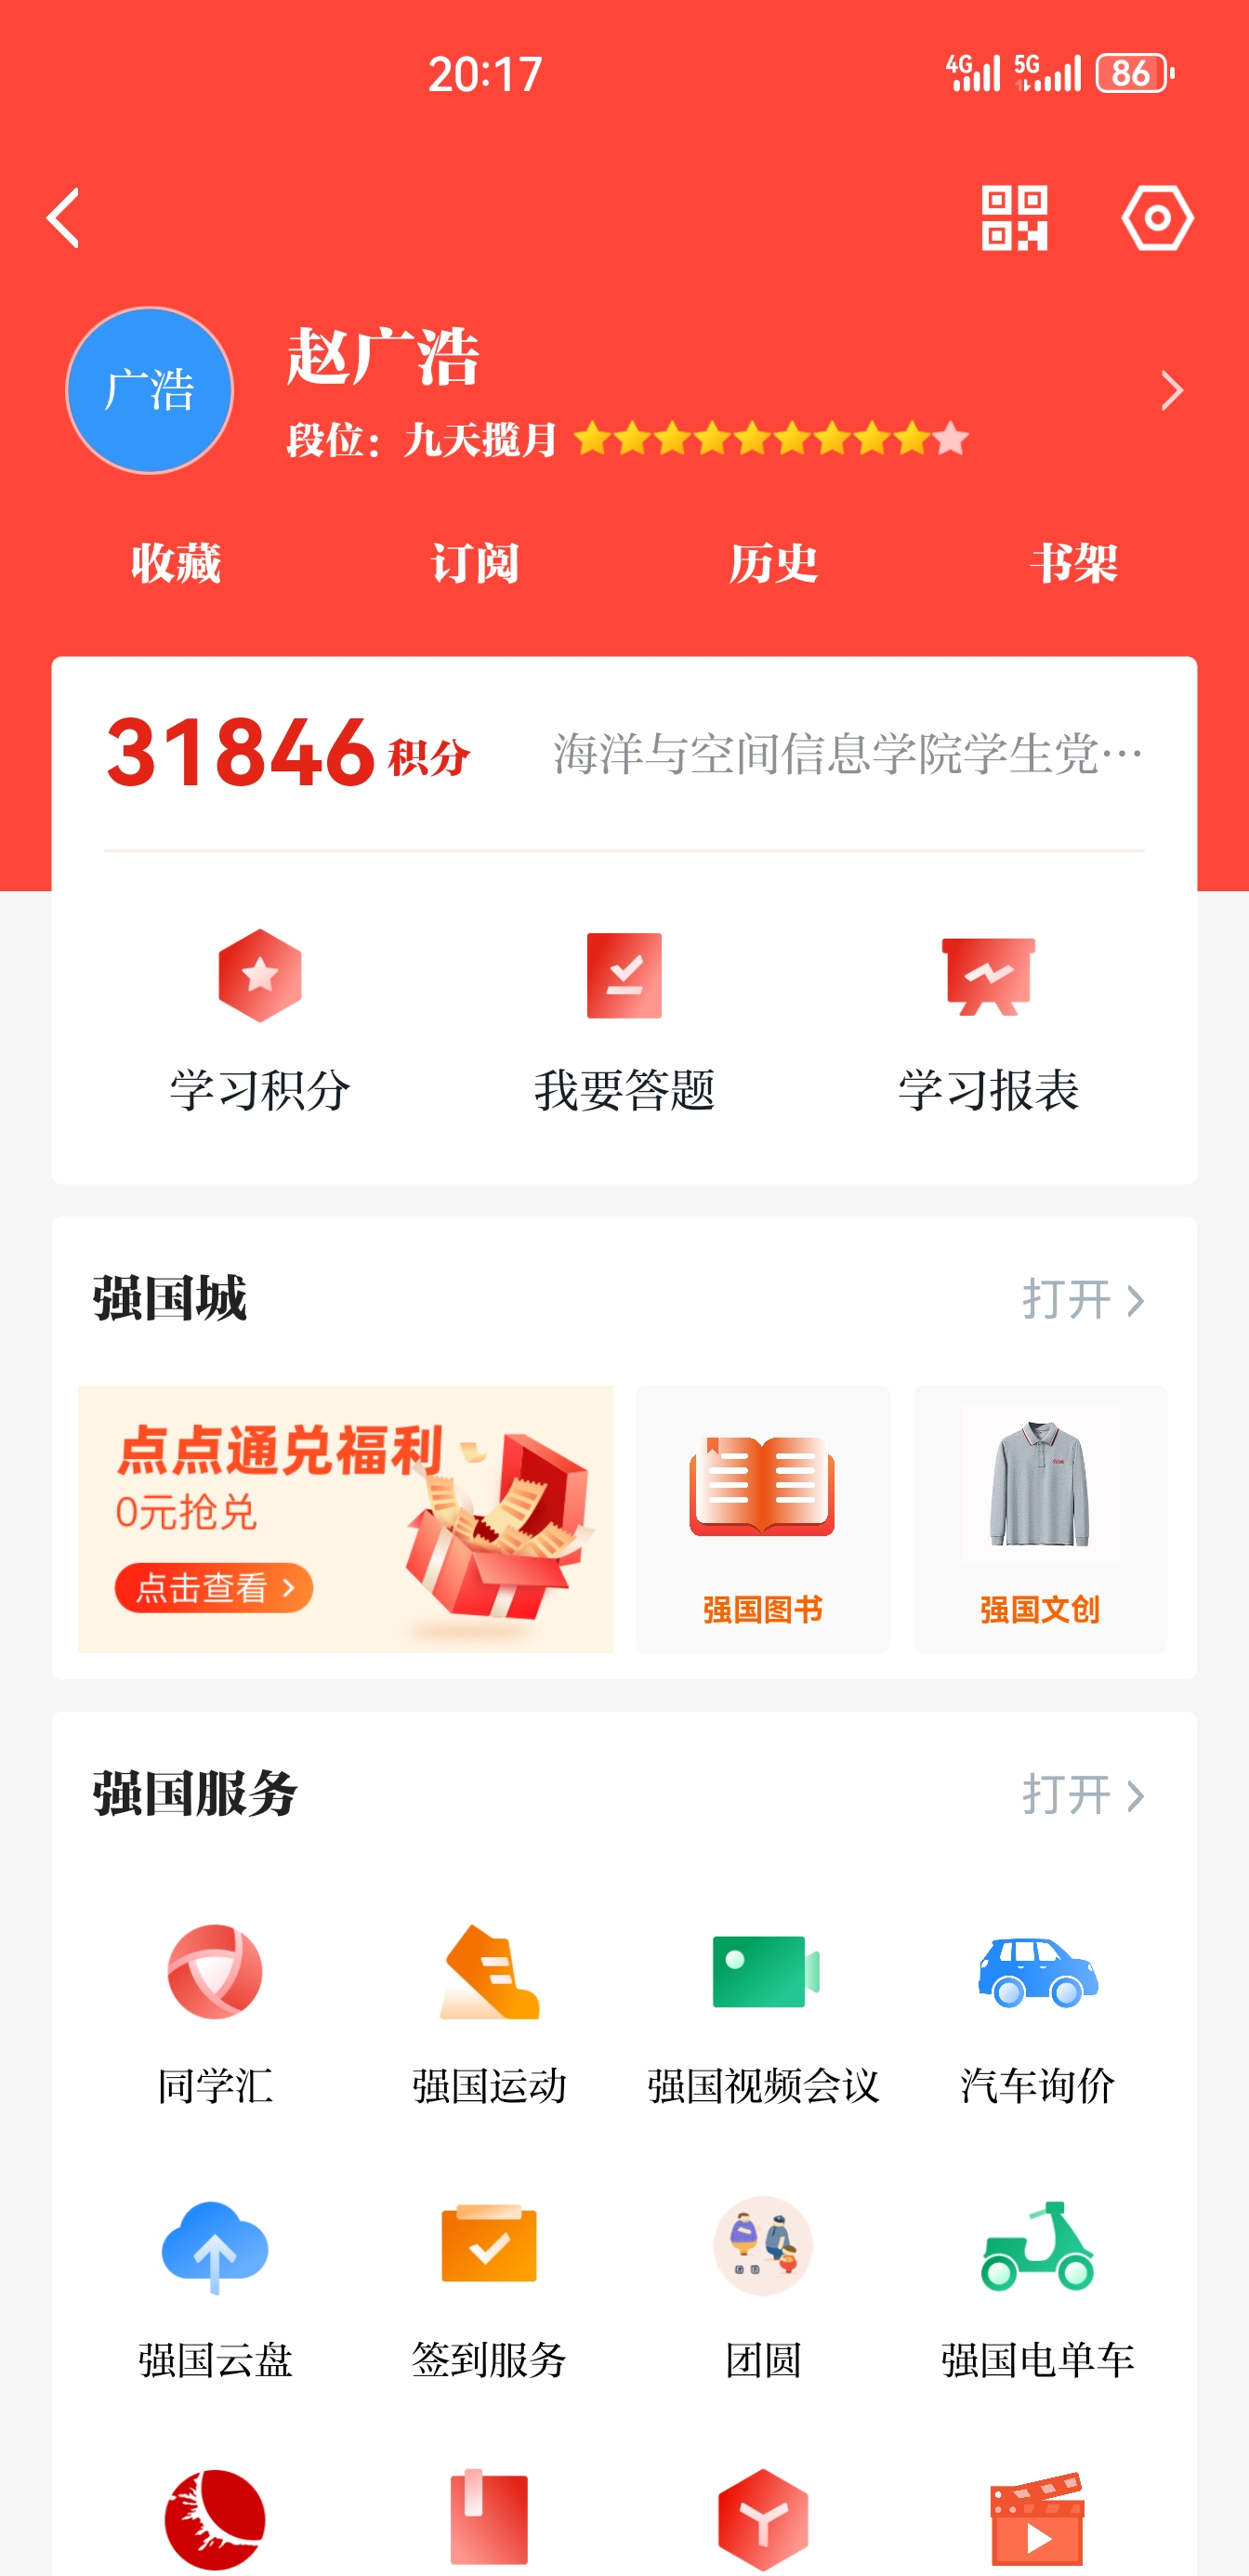 20:17
4G 5G 86
广浩
赵广浩
段位：九天揽月
收藏 订阅 历史 书架
31846 积分 海洋与空间信息学院学生党…
学习积分 我要答题 学习报表
强国城 打开
点点通兑福利
0元抢兑
点击查看
强国图书 强国文创
强国服务 打开
同学汇 强国运动 强国视频会议 汽车询价
强国云盘 签到服务 团圆 强国电单车